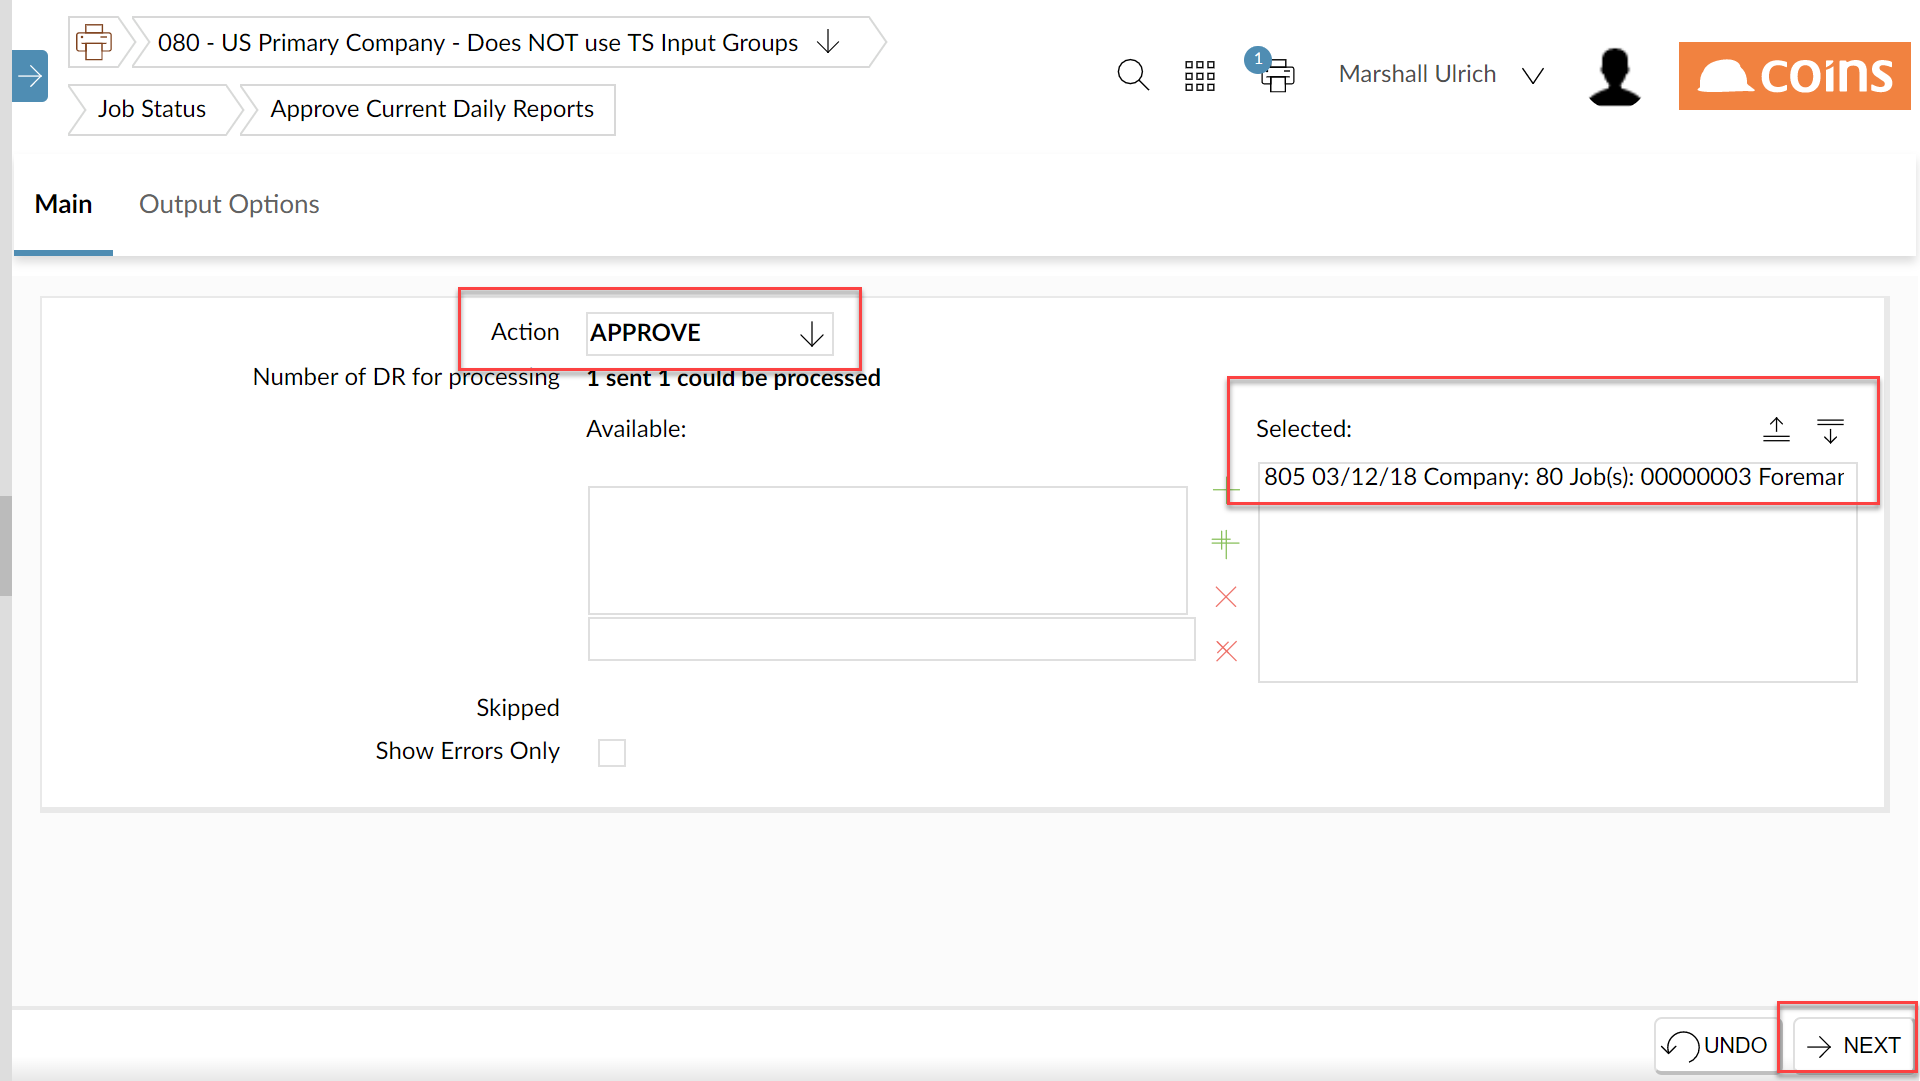 080 - US Primary Company - Does NOT use TS Input Groups
Job Status
Approve Current Daily Reports
1
Marshall Ulrich
coins
Main
Output Options
Action
APPROVE
Number of DR for processing
1 sent 1 could be processed
Available:
Selected:
805 03/12/18 Company: 80 Job(s): 00000003 Foreman
Skipped
Show Errors Only
UNDO
NEXT